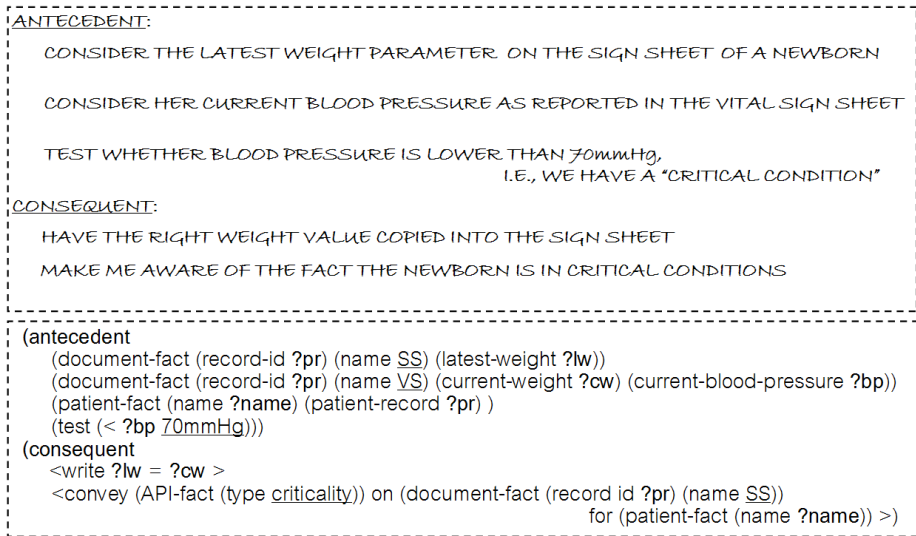 ANTECEDENT:
CONSIDER THE LATEST WEIGHT PARAMETER ON THE SIGN SHEET OF A NEWBORN
CONSIDER HER CURRENT BLOOD PRESSURE AS REPORTED IN THE VITAL SIGN SHEET
TEST WHETHER BLOOD PRESSURE IS LOWER THAN 70mmHg,
I.E., WE HAVE A "CRITICAL CONDITION"
CONSEQUENT:
HAVE THE RIGHT WEIGHT VALUE COPIED INTO THE SIGN SHEET
MAKE ME AWARE OF THE FACT THE NEWBORN IS IN CRITICAL CONDITIONS
(antecedent
(document-fact (record-id ?pr) (name SS) (latest-weight ?lw))
(document-fact (record-id ?pr) (name VS) (current-weight ?cw) (current-blood-pressure ?bp))
(patient-fact (name ?name) (patient-record ?pr) )
(test (< ?bp 70mmHg)))
(consequent
<write ?lw = ?cw >
<convey (API-fact (type criticality)) on (document-fact (record id ?pr) (name SS))
for (patient-fact (name ?name)) >)